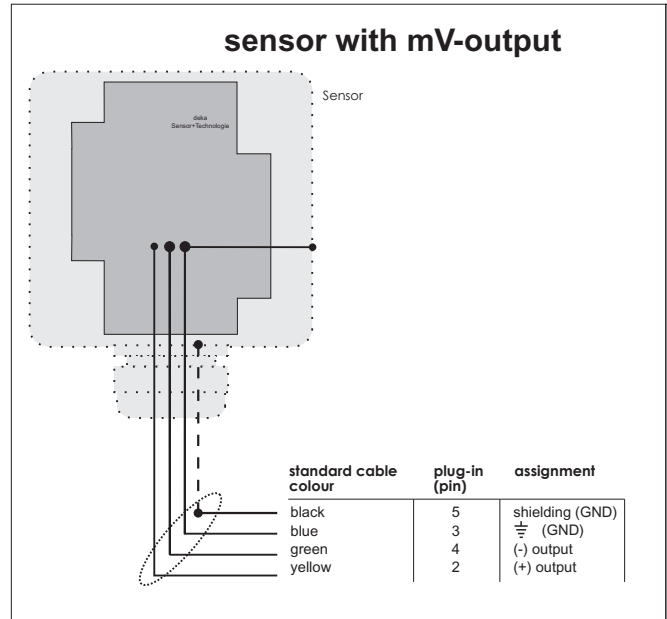 sensor with mV-output
Sensor
deka
Sensor+Technologie
standard cable colour plug-in (pin) assignment
black 5 shielding (GND)
blue 3 ⏚ (GND)
green 4 (-) output
yellow 2 (+) output